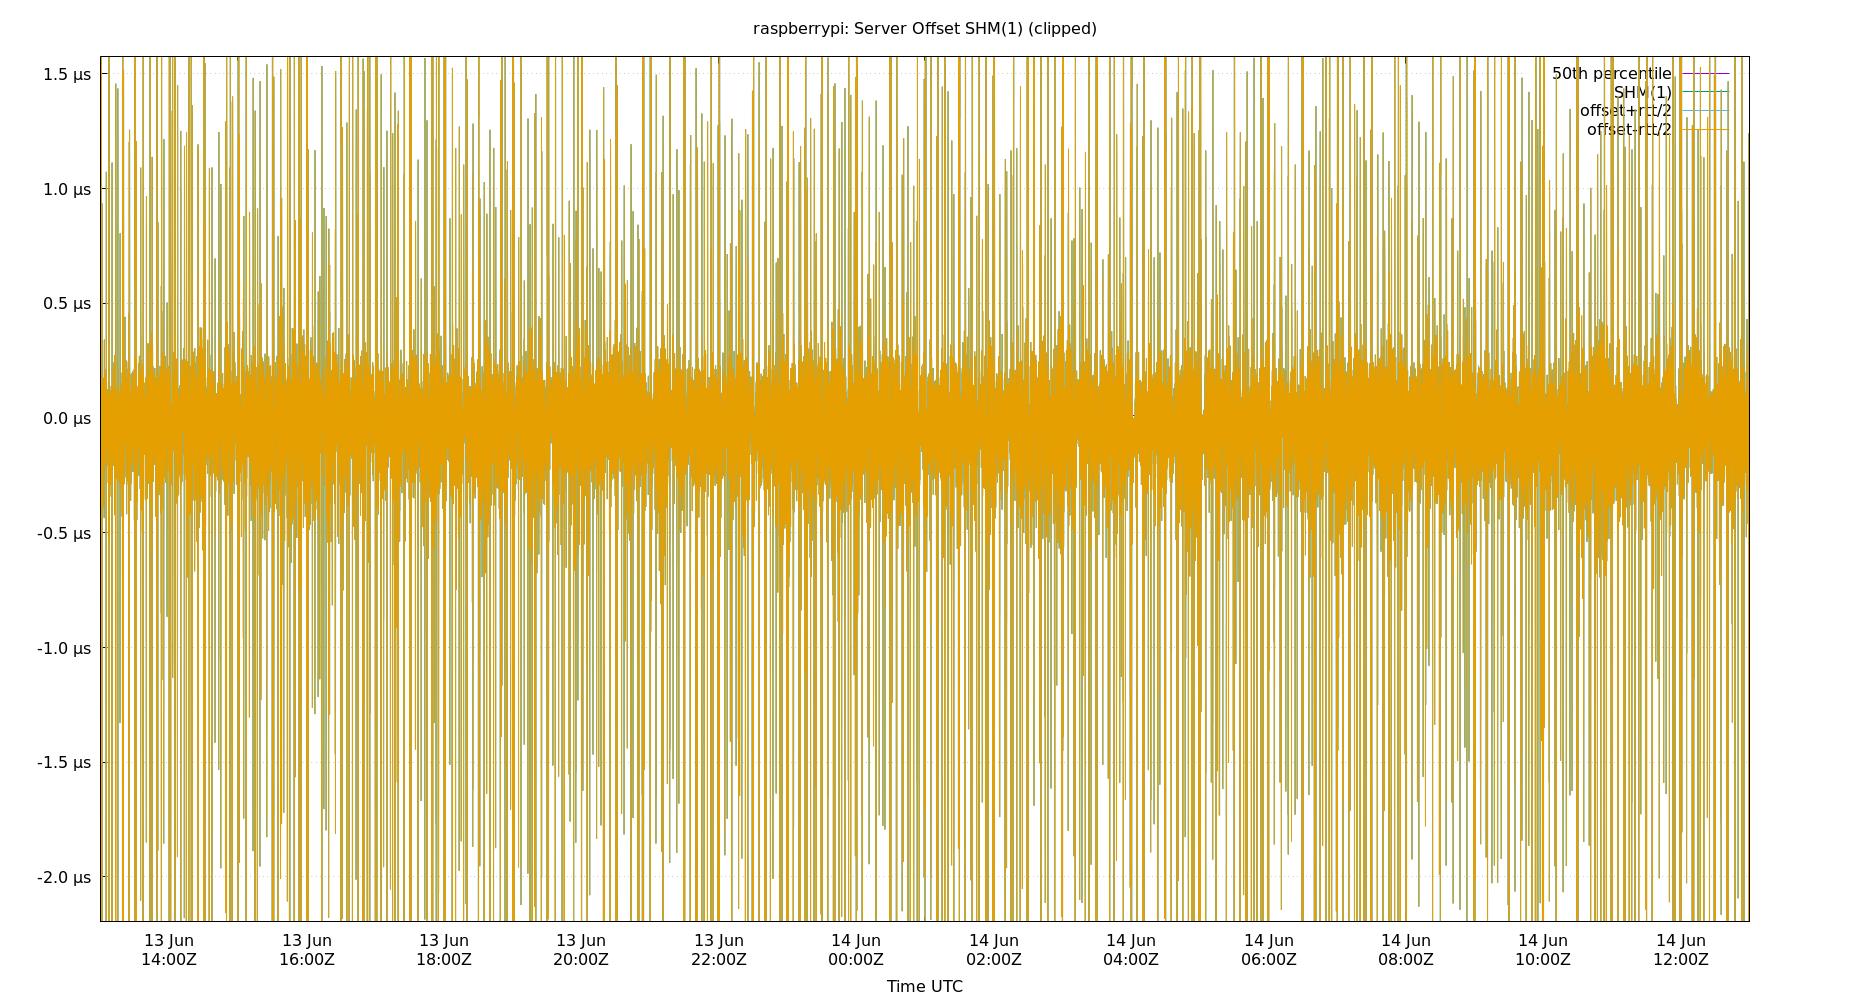 raspberrypi: Server Offset SHM(1) (clipped)
1.5 µs
1.0 µs
0.5 µs
0.0 µs
-0.5 µs
-1.0 µs
-1.5 µs
-2.0 µs
50th percentile
SHM(1)
offset+rtt/2
offset-rtt/2
13 Jun 13 Jun 13 Jun 13 Jun 13 Jun 14 Jun 14 Jun 14 Jun 14 Jun 14 Jun 14 Jun 14 Jun
14:00Z 16:00Z 18:00Z 20:00Z 22:00Z 00:00Z 02:00Z 04:00Z 06:00Z 08:00Z 10:00Z 12:00Z
Time UTC